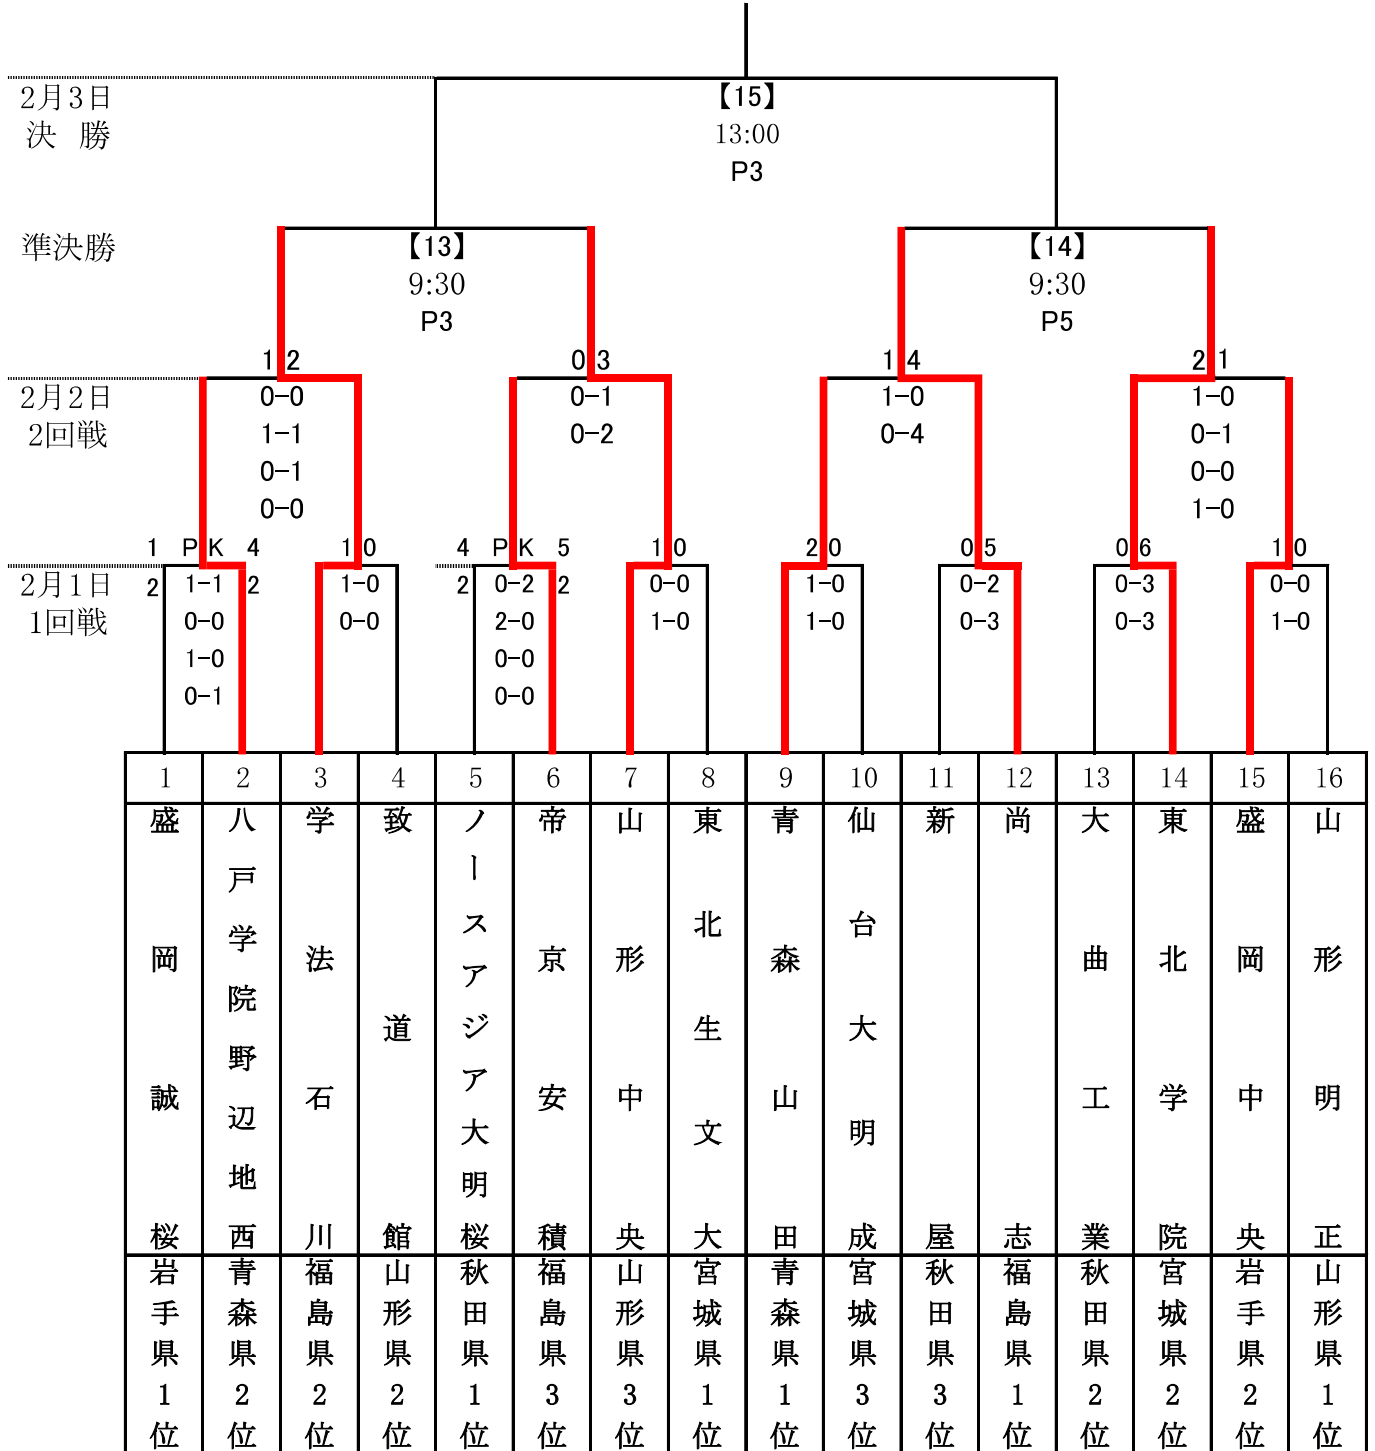 2月3日
決 勝
【15】
13:00
P3
準決勝
【13】
9:30
P3
【14】
9:30
P5
1 2
0 3
1 4
2 1
2月2日
2回戦
0-0
1-1
0-1
0-0
0-1
0-2
1-0
0-4
1-0
0-1
0-0
1-0
1 PK 4
1 0
4 PK 5
1 0
2 0
0 5
0 6
1 0
2月1日
1回戦
2 1-1 2
0-0
1-0
0-1
1-0
0-0
2 0-2 2
2-0
0-0
0-0
0-0
1-0
1-0
1-0
0-2
0-3
0-3
0-3
0-0
1-0
1 2 3 4 5 6 7 8 9 10 11 12 13 14 15 16
盛岡誠桜
八戸学院野辺地西
学法石川
致道館
ノースアジア大明桜
帝京安積
山形中央
東北生文大
青森山田
仙台大明成
新屋
尚志
大曲工業
東北学院
盛岡中央
山形明正
岩手県1位
青森県2位
福島県2位
山形県2位
秋田県1位
福島県3位
山形県3位
宮城県1位
青森県1位
宮城県3位
秋田県3位
福島県1位
秋田県2位
宮城県2位
岩手県2位
山形県1位